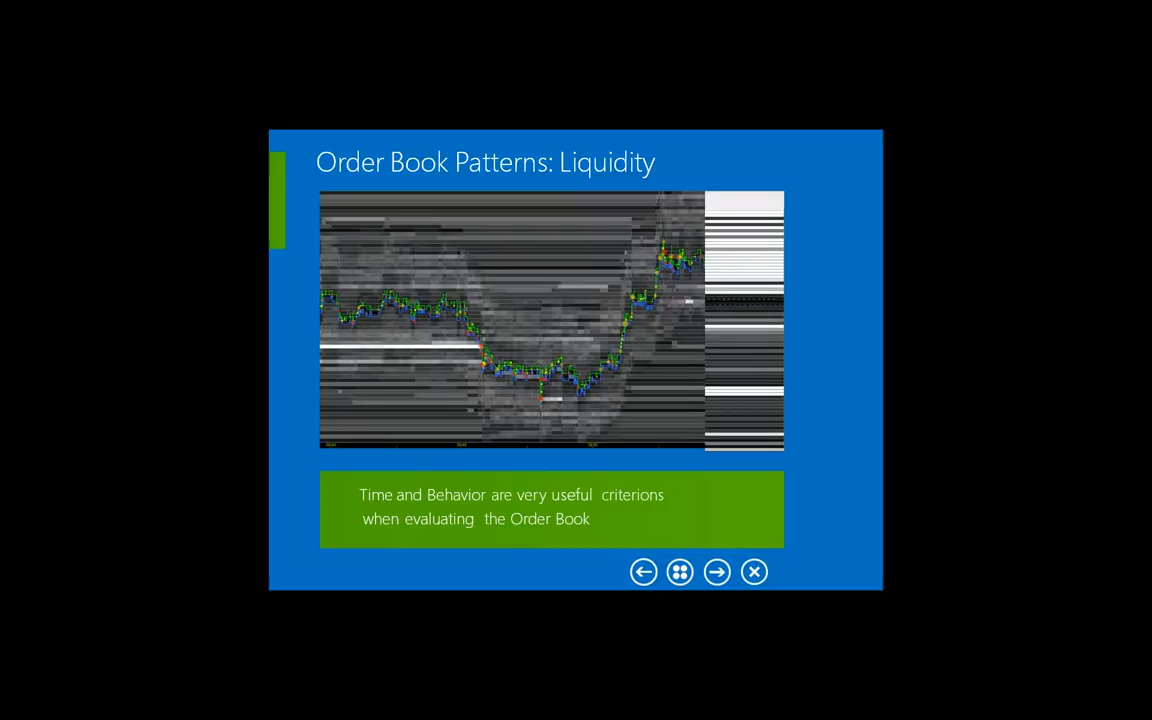 Order Book Patterns: Liquidity
Time and Behavior are very useful criterions
when evaluating the Order Book